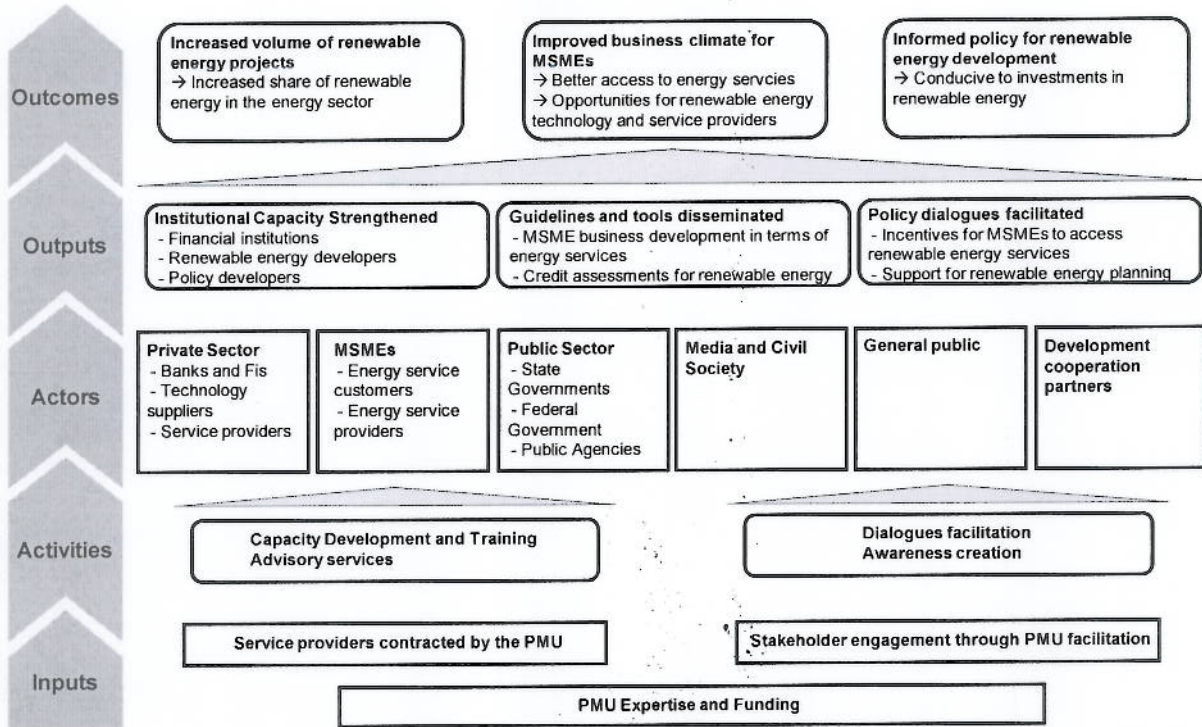 Outcomes
Increased volume of renewable
energy projects
→ Increased share of renewable
energy in the energy sector
Improved business climate for
MSMEs
→ Better access to energy servcies
→ Opportunities for renewable energy
technology and service providers
Informed policy for renewable
energy development
→ Conducive to investments in
renewable energy
Outputs
Institutional Capacity Strengthened
- Financial institutions
- Renewable energy developers
- Policy developers
Guidelines and tools disseminated
- MSME business development in terms of
energy services
- Credit assessments for renewable energy
Policy dialogues facilitated
- Incentives for MSMEs to access
renewable energy services
- Support for renewable energy planning
Actors
Private Sector
- Banks and Fis
- Technology
suppliers
- Service providers
MSMEs
- Energy service
customers
- Energy service
providers
Public Sector
- State
Governments
- Federal
Government
- Public Agencies
Media and Civil
Society
General public
Development
cooperation
partners
Activities
Capacity Development and Training
Advisory services
Dialogues facilitation
Awareness creation
Inputs
Service providers contracted by the PMU
Stakeholder engagement through PMU facilitation
PMU Expertise and Funding